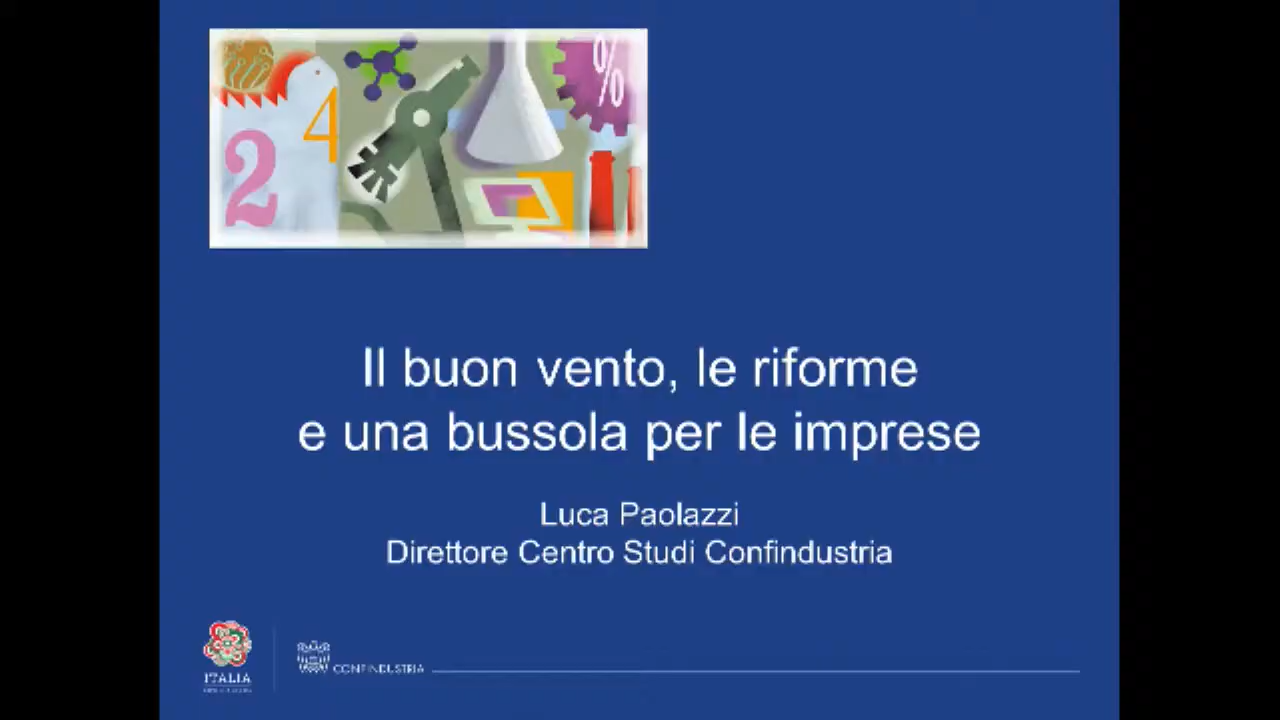 2
4
%
Il buon vento, le riforme
e una bussola per le imprese
Luca Paolazzi
Direttore Centro Studi Confindustria
ITALIA
CONFINDUSTRIA